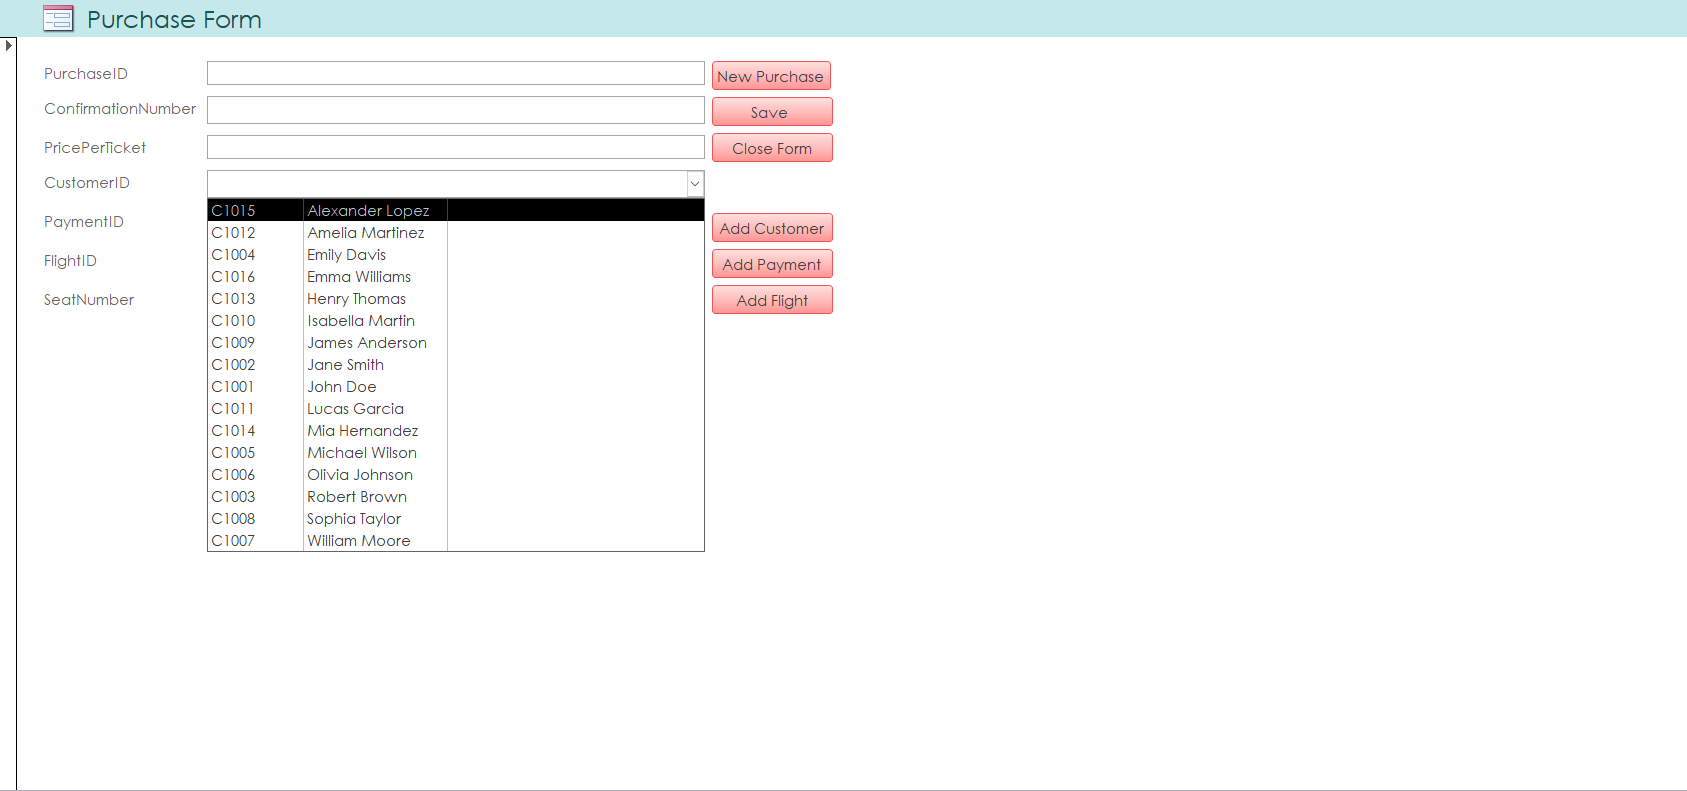 Purchase Form
PurchaseID
New Purchase
ConfirmationNumber
Save
PricePerTicket
Close Form
CustomerID
C1015 Alexander Lopez
PaymentID
Add Customer
C1012 Amelia Martinez
C1004 Emily Davis
FlightID
Add Payment
C1016 Emma Williams
SeatNumber
C1013 Henry Thomas
Add Flight
C1010 Isabella Martin
C1009 James Anderson
C1002 Jane Smith
C1001 John Doe
C1011 Lucas Garcia
C1014 Mia Hernandez
C1005 Michael Wilson
C1006 Olivia Johnson
C1003 Robert Brown
C1008 Sophia Taylor
C1007 William Moore